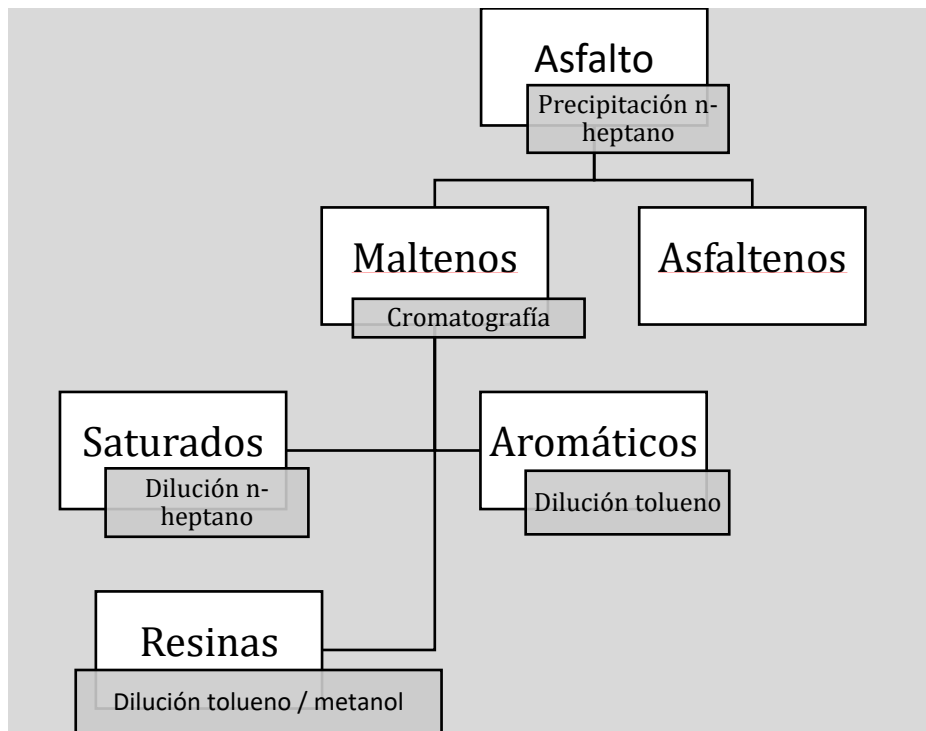 Asfalto
Precipitación n-
heptano
Maltenos
Cromatografía
Asfaltenos
Saturados
Dilución n-
heptano
Aromáticos
Dilución tolueno
Resinas
Dilución tolueno / metanol